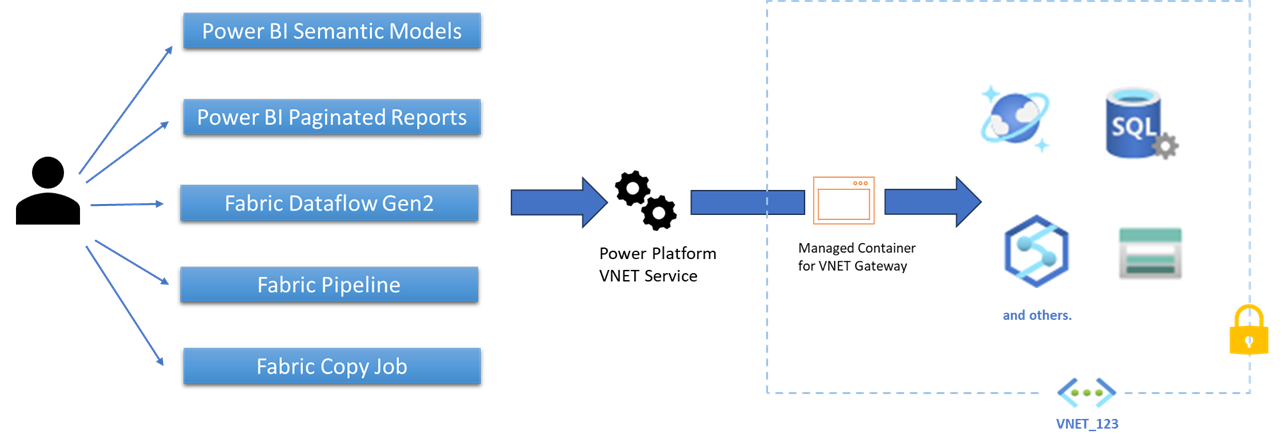 Power BI Semantic Models
Power BI Paginated Reports
Fabric Dataflow Gen2
Fabric Pipeline
Fabric Copy Job
Power Platform
VNET Service
Managed Container
for VNET Gateway
SQL
and others.
VNET_123